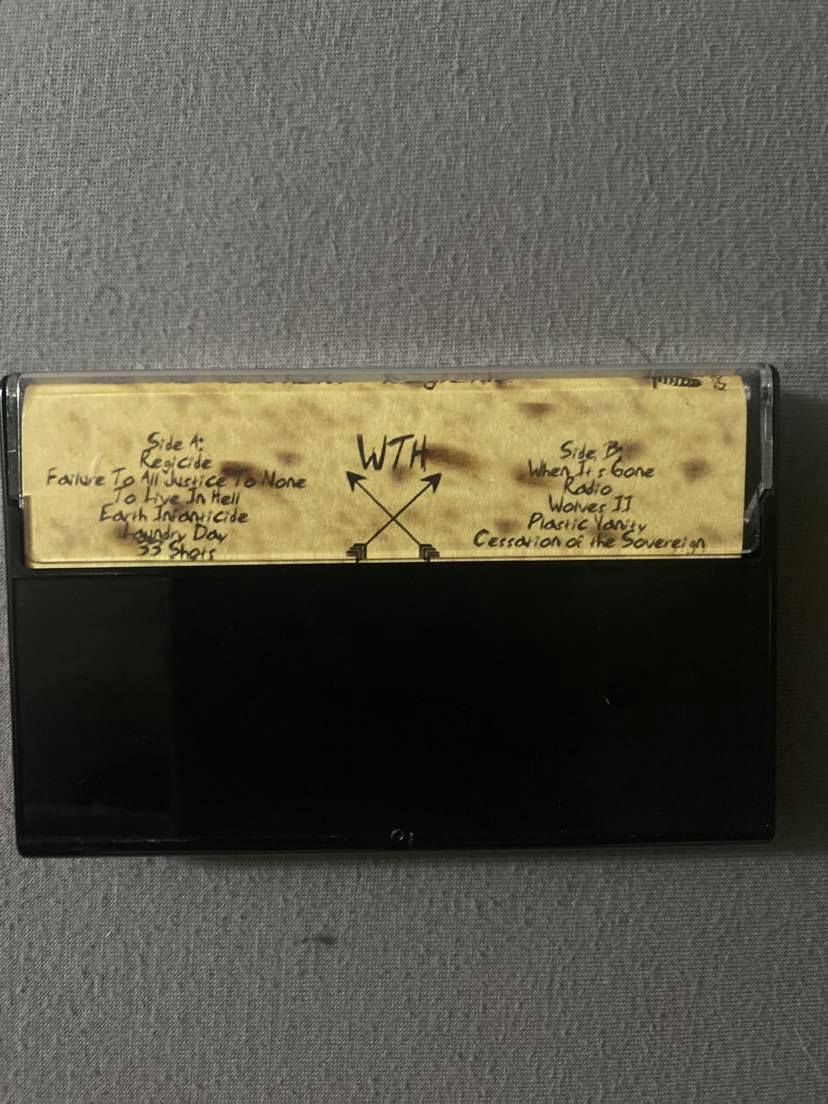 Side A:
Regicide
Failure To All Justice To None
To Live In Hell
Earth Infanticide
Laundry Day
33 Shots
WTH
Side B:
When It's Gone
Radio
Wolves II
Plastic Vanity
Cessation of the Sovereign